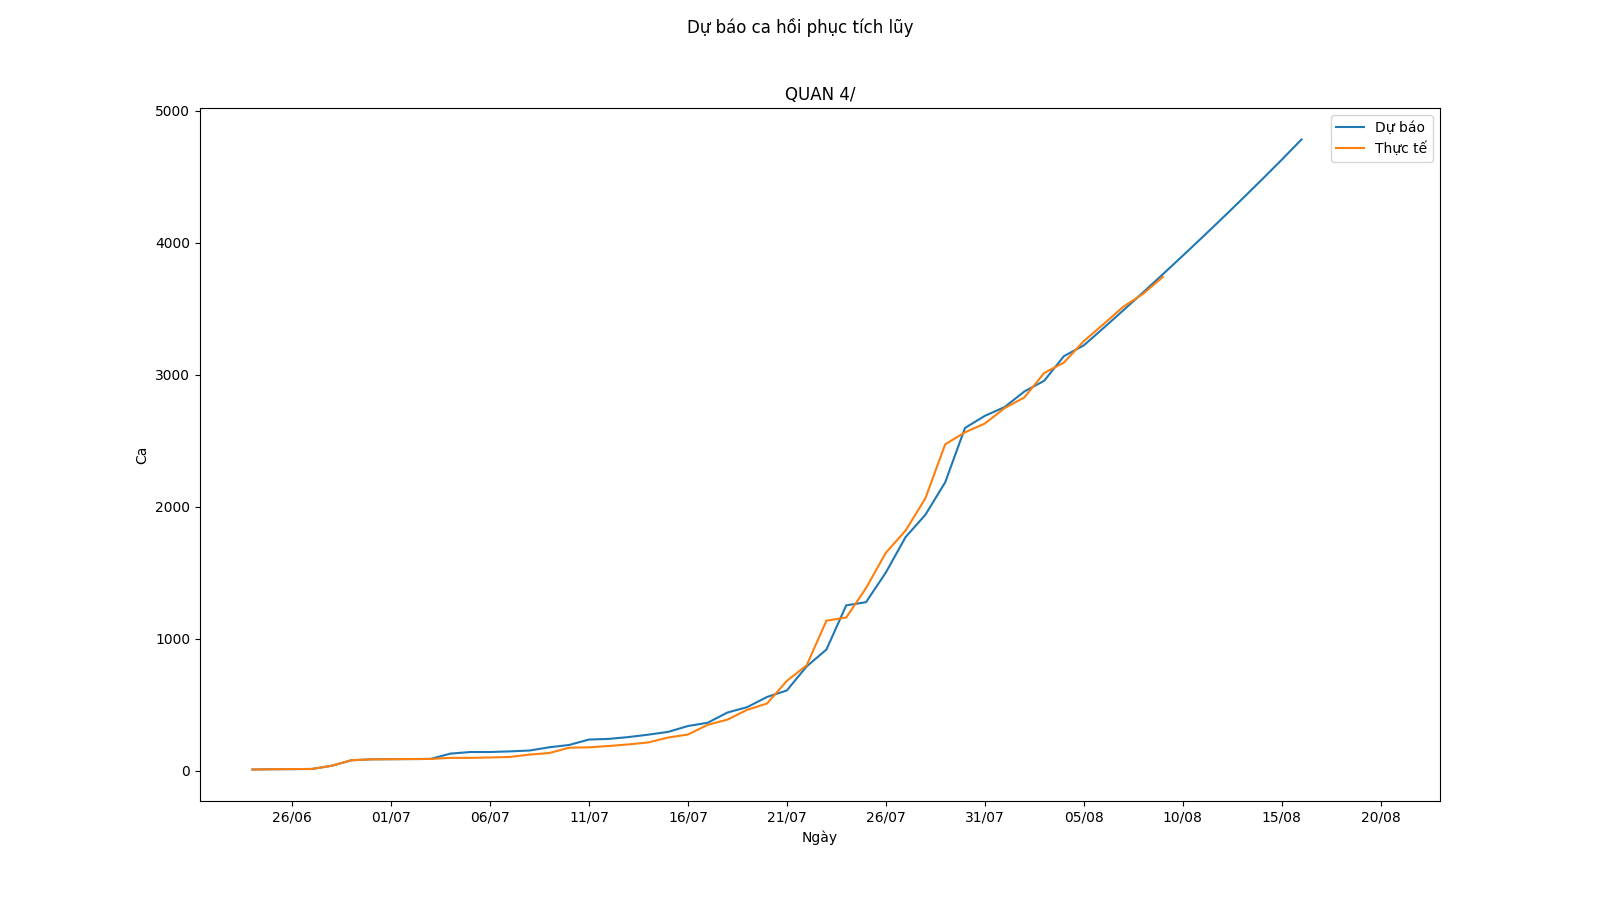 Dự báo ca hồi phục tích lũy
QUAN 4/
Dự báo
Thực tế
5000
4000
3000
2000
1000
0
Ca
26/06 01/07 06/07 11/07 16/07 21/07 26/07 31/07 05/08 10/08 15/08 20/08
Ngày